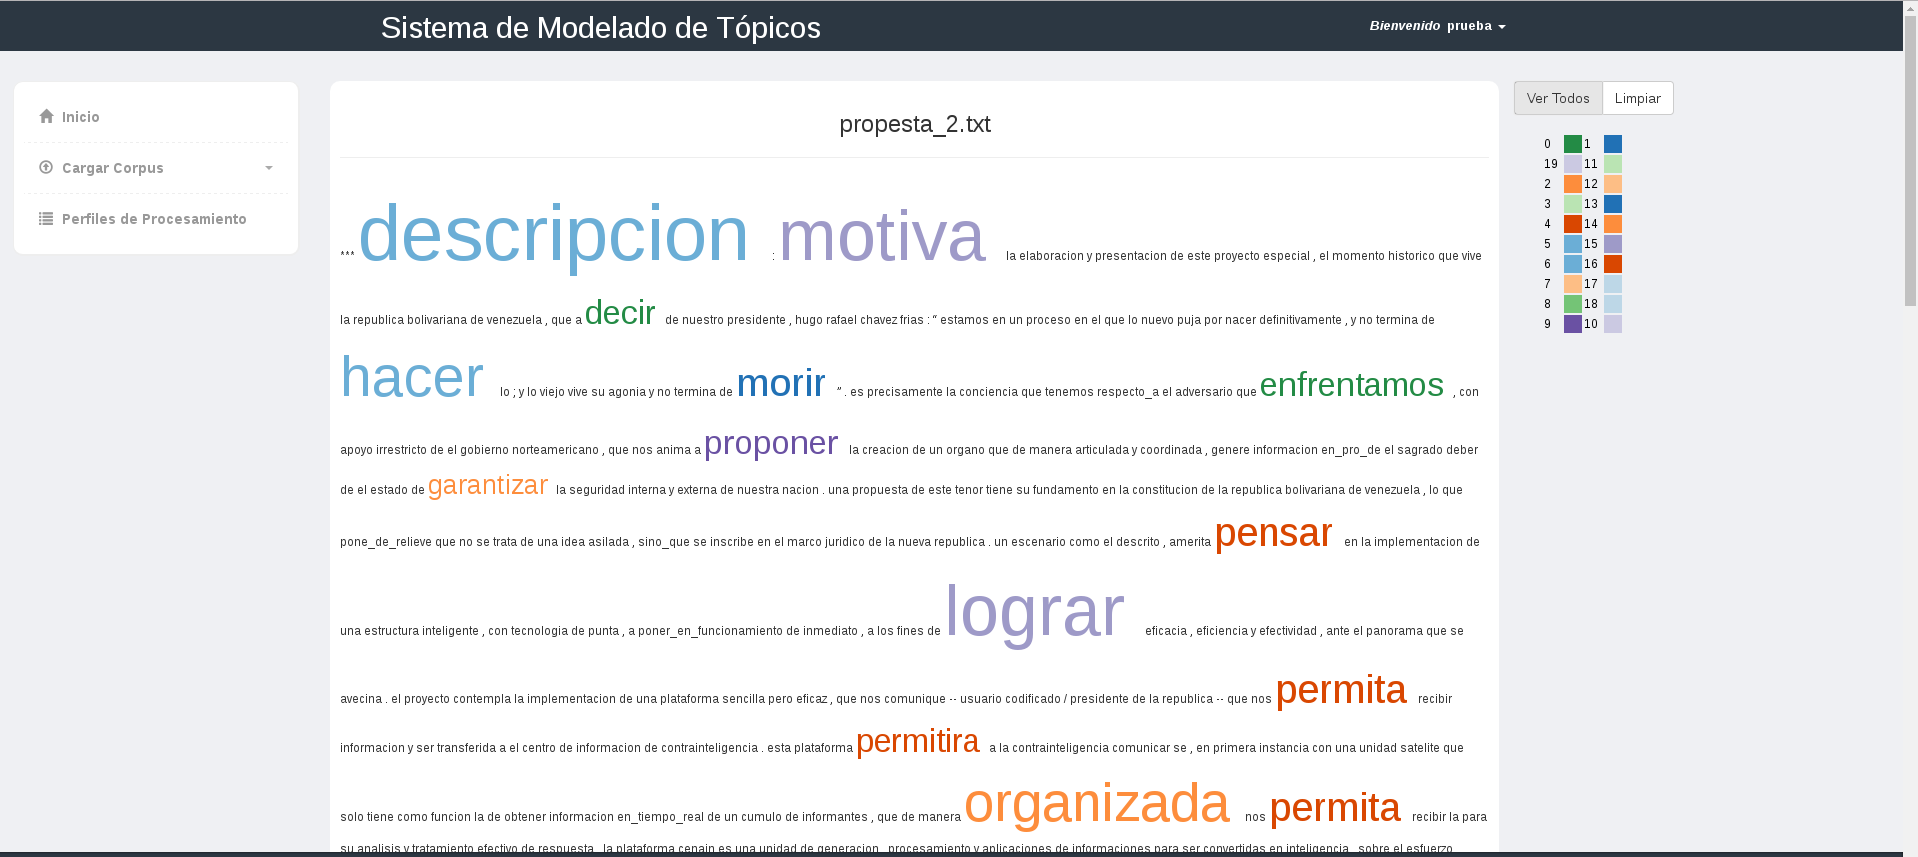 Sistema de Modelado de Tópicos
Bienvenido prueba
Inicio
Cargar Corpus
Perfiles de Procesamiento
propesta_2.txt
*** descripcion : motiva la elaboracion y presentacion de este proyecto especial , el momento historico que vive
la republica bolivariana de venezuela , que a decir de nuestro presidente , hugo rafael chavez frias : “ estamos en un proceso en el que lo nuevo puja por nacer definitivamente , y no termina de
hacer lo ; y lo viejo vive su agonia y no termina de morir ” . es precisamente la conciencia que tenemos respecto_a el adversario que enfrentamos , con
apoyo irrestricto de el gobierno norteamericano , que nos anima a proponer la creacion de un organo que de manera articulada y coordinada , genere informacion en_pro_de el sagrado deber
de el estado de garantizar la seguridad interna y externa de nuestra nacion . una propuesta de este tenor tiene su fundamento en la constitucion de la republica bolivariana de venezuela , lo que
pone_de_relieve que no se trata de una idea asilada , sino_que se inscribe en el marco juridico de la nueva republica . un escenario como el descrito , amerita pensar en la implementacion de
una estructura inteligente , con tecnologia de punta , a poner_en_funcionamiento de inmediato , a los fines de lograr eficacia , eficiencia y efectividad , ante el panorama que se
avecina . el proyecto contempla la implementacion de una plataforma sencilla pero eficaz , que nos comunique -- usuario codificado / presidente de la republica -- que nos permita recibir
informacion y ser transferida a el centro de informacion de contrainteligencia . esta plataforma permitira a la contrainteligencia comunicar se , en primera instancia con una unidad satelite que
solo tiene como funcion la de obtener informacion en_tiempo_real de un cumulo de informantes , que de manera organizada nos permita recibir la para
su analisis y tratamiento efectivo de respuesta . la plataforma cenain es una unidad de generacion , procesamiento y aplicaciones de informaciones para ser convertidas en inteligencia , sobre el esfuerzo
Ver Todos Limpiar
0 1
19 11
2 12
3 13
4 14
5 15
6 16
7 17
8 18
9 10